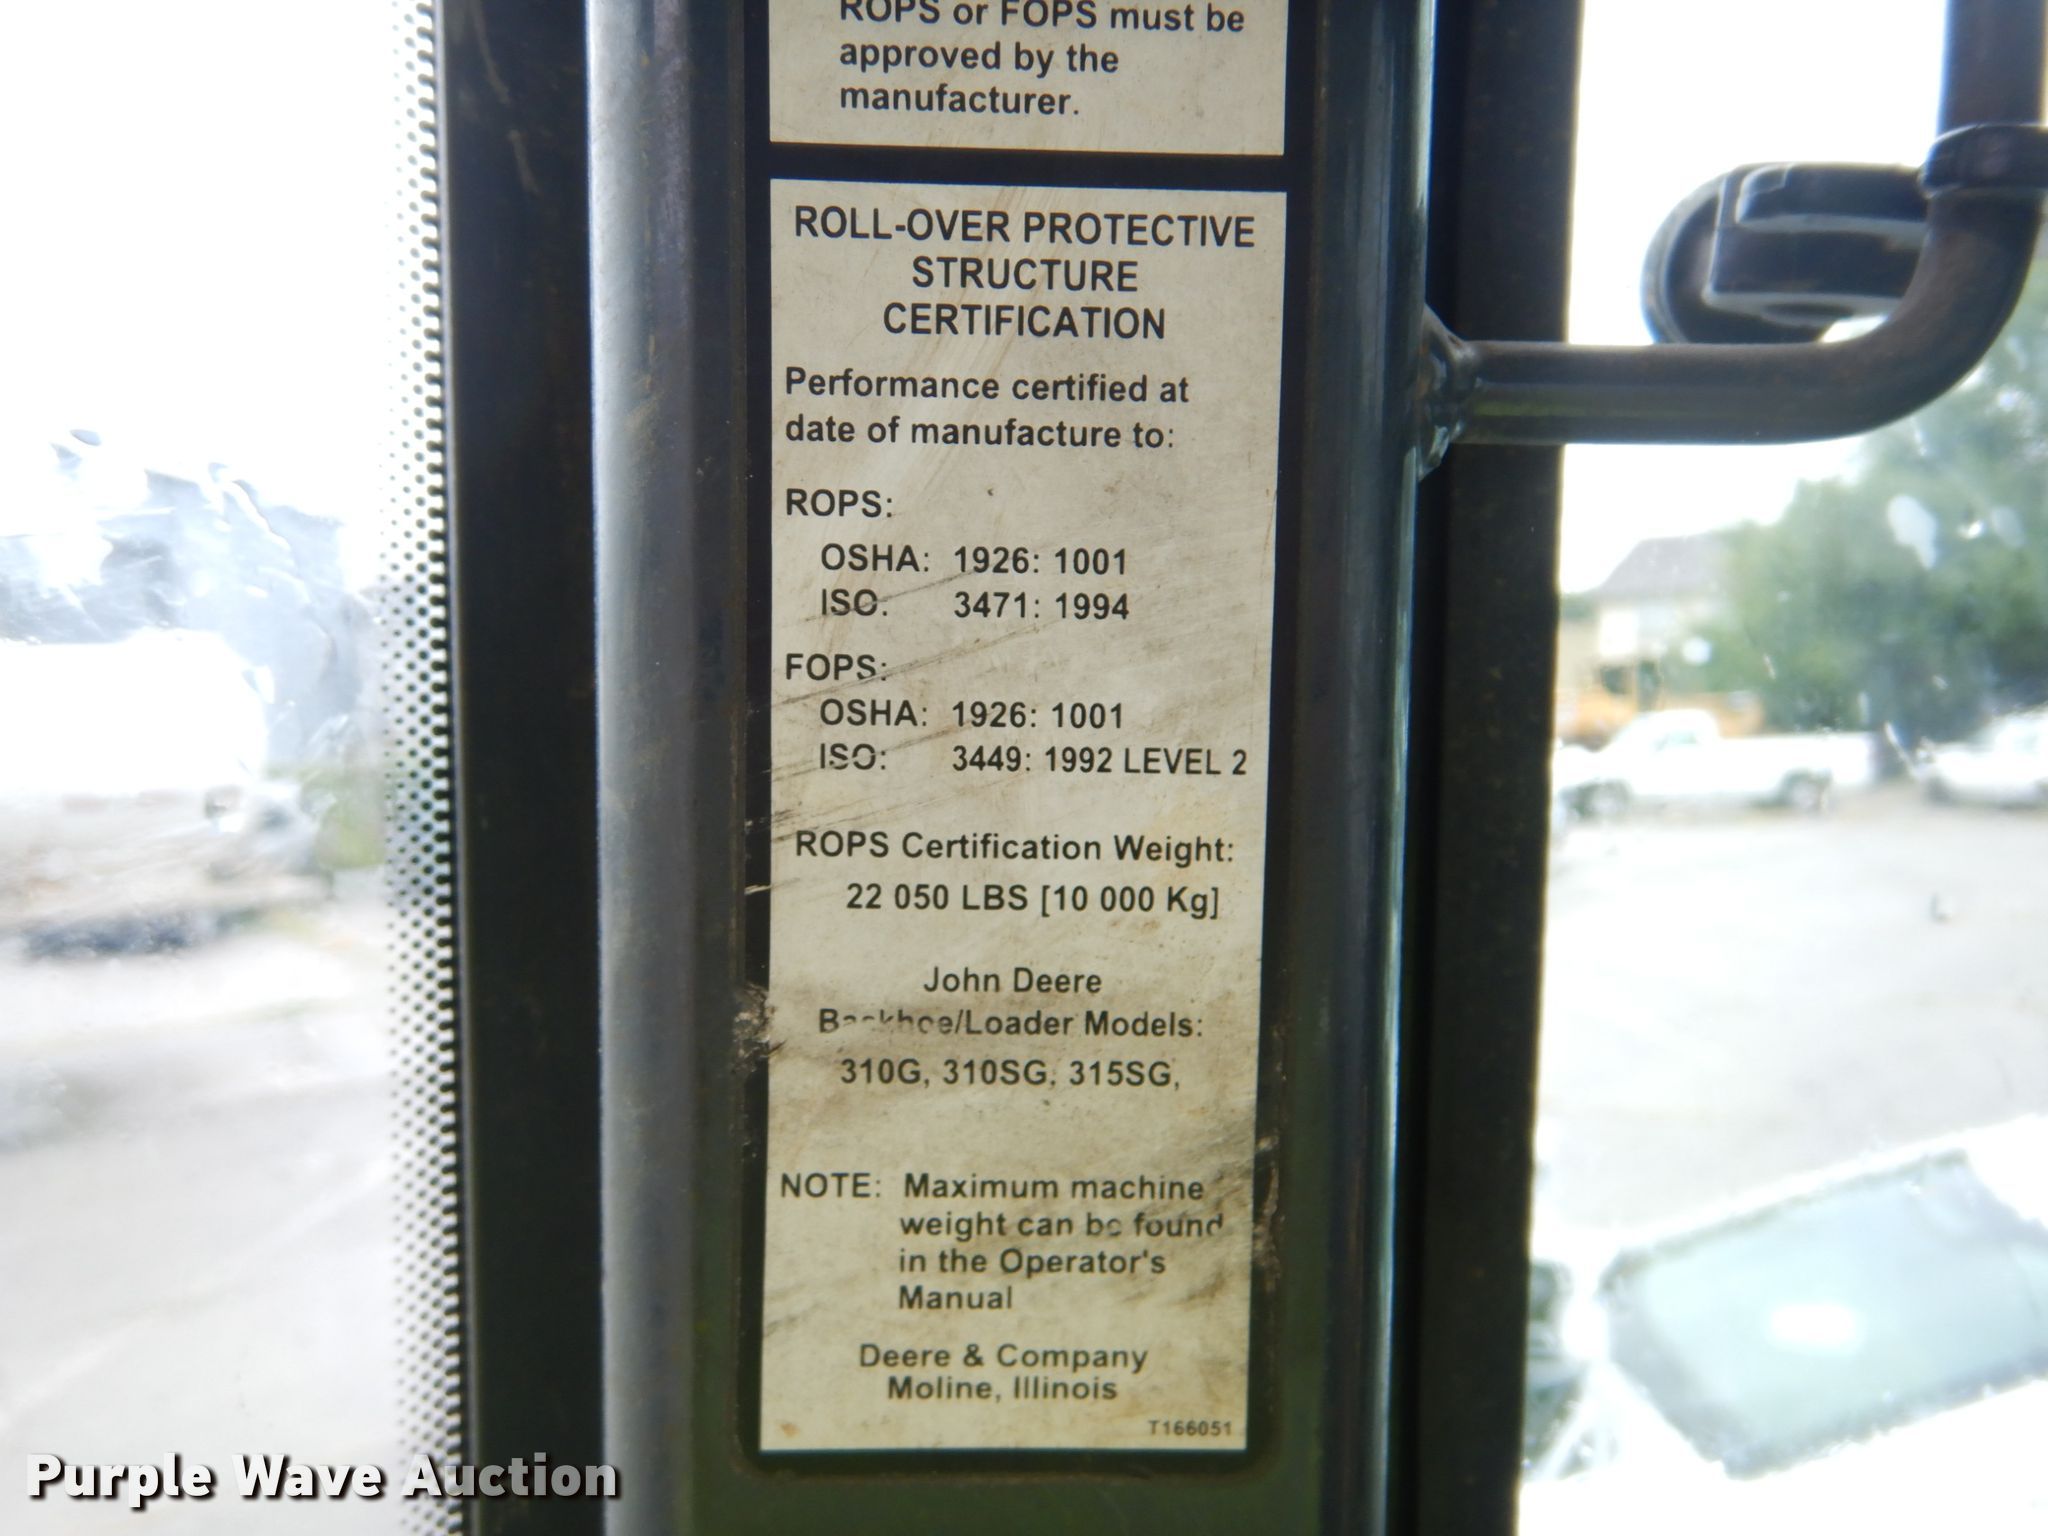 ROPS or FOPS must be
approved by the
manufacturer.
ROLL-OVER PROTECTIVE
STRUCTURE
CERTIFICATION
Performance certified at
date of manufacture to:
ROPS:
OSHA: 1926: 1001
ISO: 3471: 1994
FOPS:
OSHA: 1926: 1001
ISO: 3449: 1992 LEVEL 2
ROPS Certification Weight:
22 050 LBS [10 000 Kg]
John Deere
Backhoe/Loader Models:
310G, 310SG, 315SG,
NOTE: Maximum machine
weight can be found
in the Operator's
Manual
Deere & Company
Moline, Illinois
T166051
Purple Wave Auction